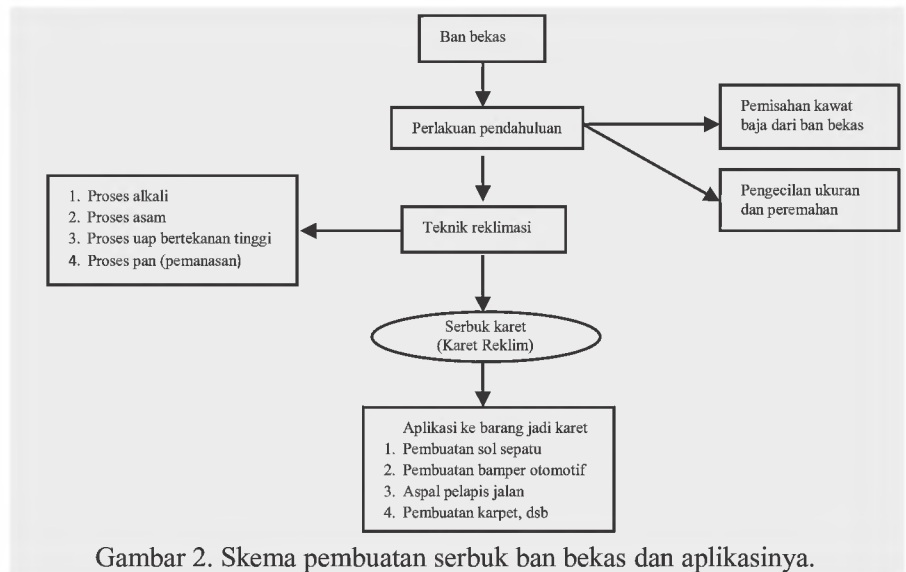 Ban bekas
Perlakuan pendahuluan
Pemisahan kawat
baja dari ban bekas
Pengecilan ukuran
dan peremahan
1. Proses alkali
2. Proses asam
3. Proses uap bertekanan tinggi
4. Proses pan (pemanasan)
Teknik reklimasi
Serbuk karet
(Karet Reklim)
Aplikasi ke barang jadi karet
1. Pembuatan sol sepatu
2. Pembuatan bamper otomotif
3. Aspal pelapis jalan
4. Pembuatan karpet, dsb
Gambar 2. Skema pembuatan serbuk ban bekas dan aplikasinya.